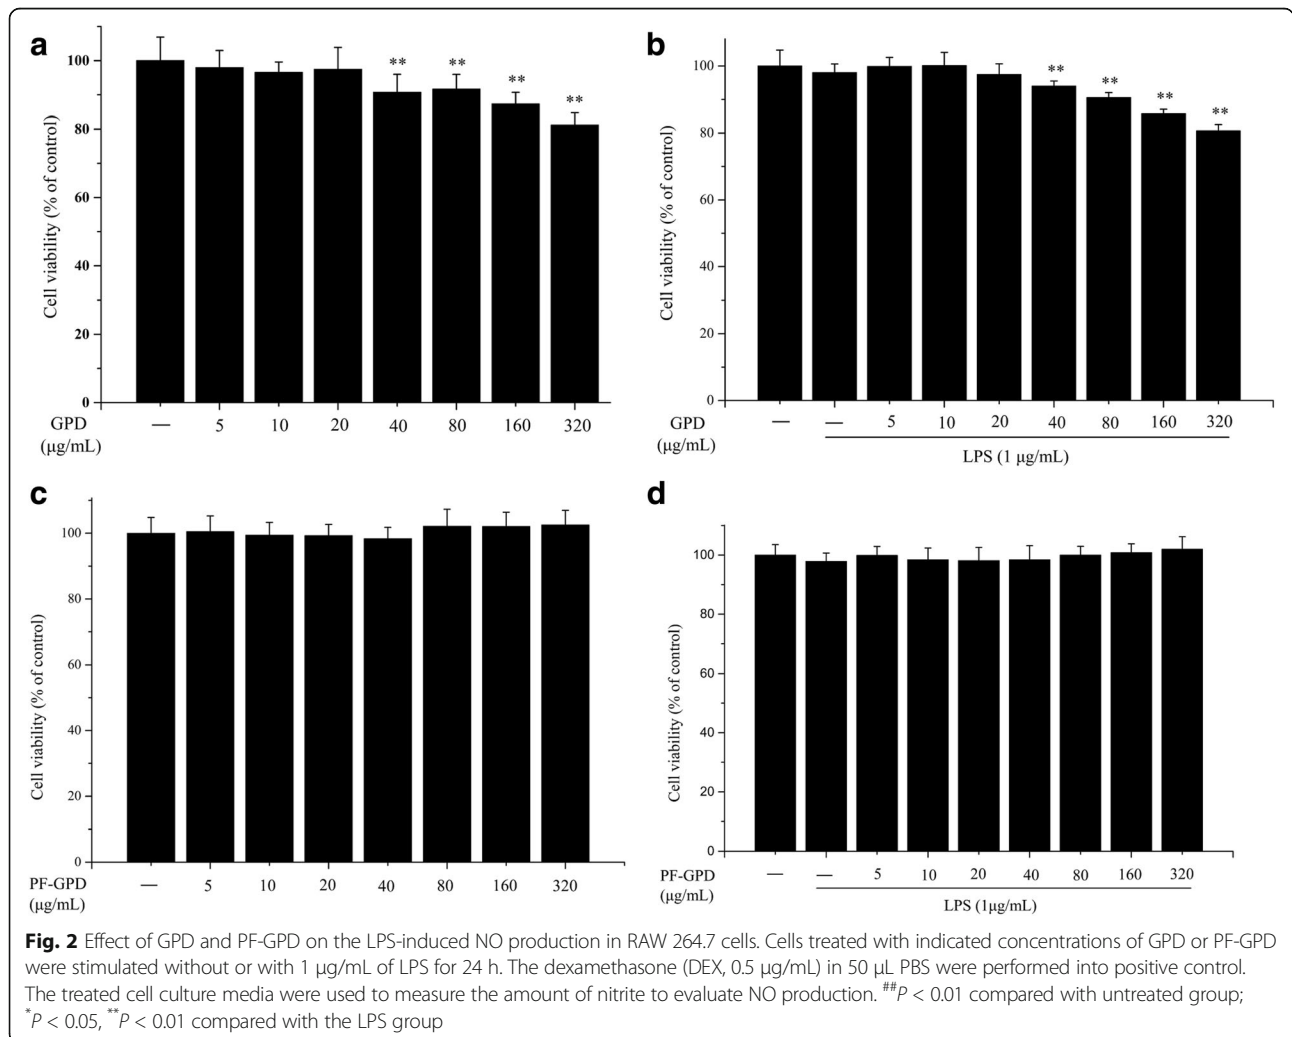 a
Cell viability (% of control)
100
80
60
40
20
0
** ** ** **
GPD — 5 10 20 40 80 160 320
(μg/mL)
b
Cell viability (% of control)
100
80
60
40
20
0
** ** ** **
GPD — — 5 10 20 40 80 160 320
(μg/mL)
LPS (1 μg/mL)
c
Cell viability (% of control)
100
80
60
40
20
0
PF-GPD — 5 10 20 40 80 160 320
(μg/mL)
d
Cell viability (% of control)
100
80
60
40
20
0
PF-GPD — — 5 10 20 40 80 160 320
(μg/mL)
LPS (1μg/mL)
Fig. 2 Effect of GPD and PF-GPD on the LPS-induced NO production in RAW 264.7 cells. Cells treated with indicated concentrations of GPD or PF-GPD
were stimulated without or with 1 μg/mL of LPS for 24 h. The dexamethasone (DEX, 0.5 μg/mL) in 50 μL PBS were performed into positive control.
The treated cell culture media were used to measure the amount of nitrite to evaluate NO production. ##P < 0.01 compared with untreated group;
*P < 0.05, **P < 0.01 compared with the LPS group